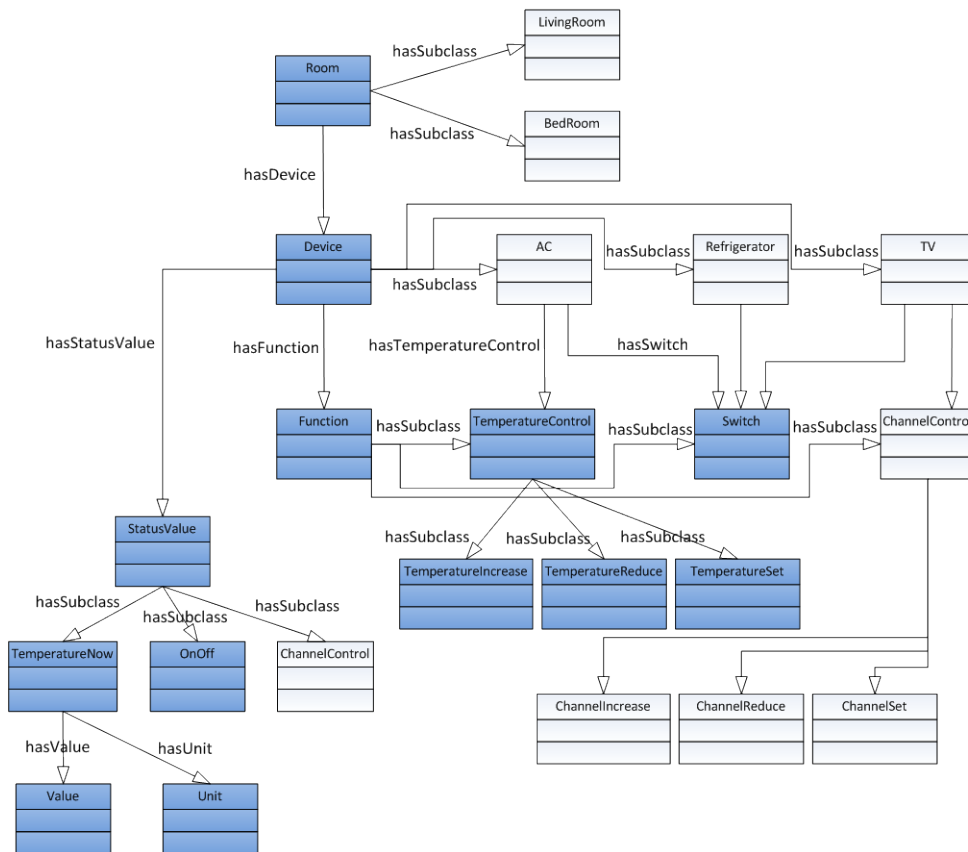 LivingRoom
hasSubclass
Room
BedRoom
hasSubclass
hasDevice
Device
AC
Refrigerator
TV
hasSubclass
hasSubclass
hasSubclass
hasStatusValue
hasFunction
hasTemperatureControl
hasSwitch
Function
TemperatureControl
Switch
ChannelControl
hasSubclass
hasSubclass
hasSubclass
StatusValue
hasSubclass
hasSubclass
hasSubclass
TemperatureIncrease
TemperatureReduce
TemperatureSet
hasSubclass
hasSubclass
hasSubclass
TemperatureNow
OnOff
ChannelControl
ChannelIncrease
ChannelReduce
ChannelSet
hasValue
hasUnit
Value
Unit